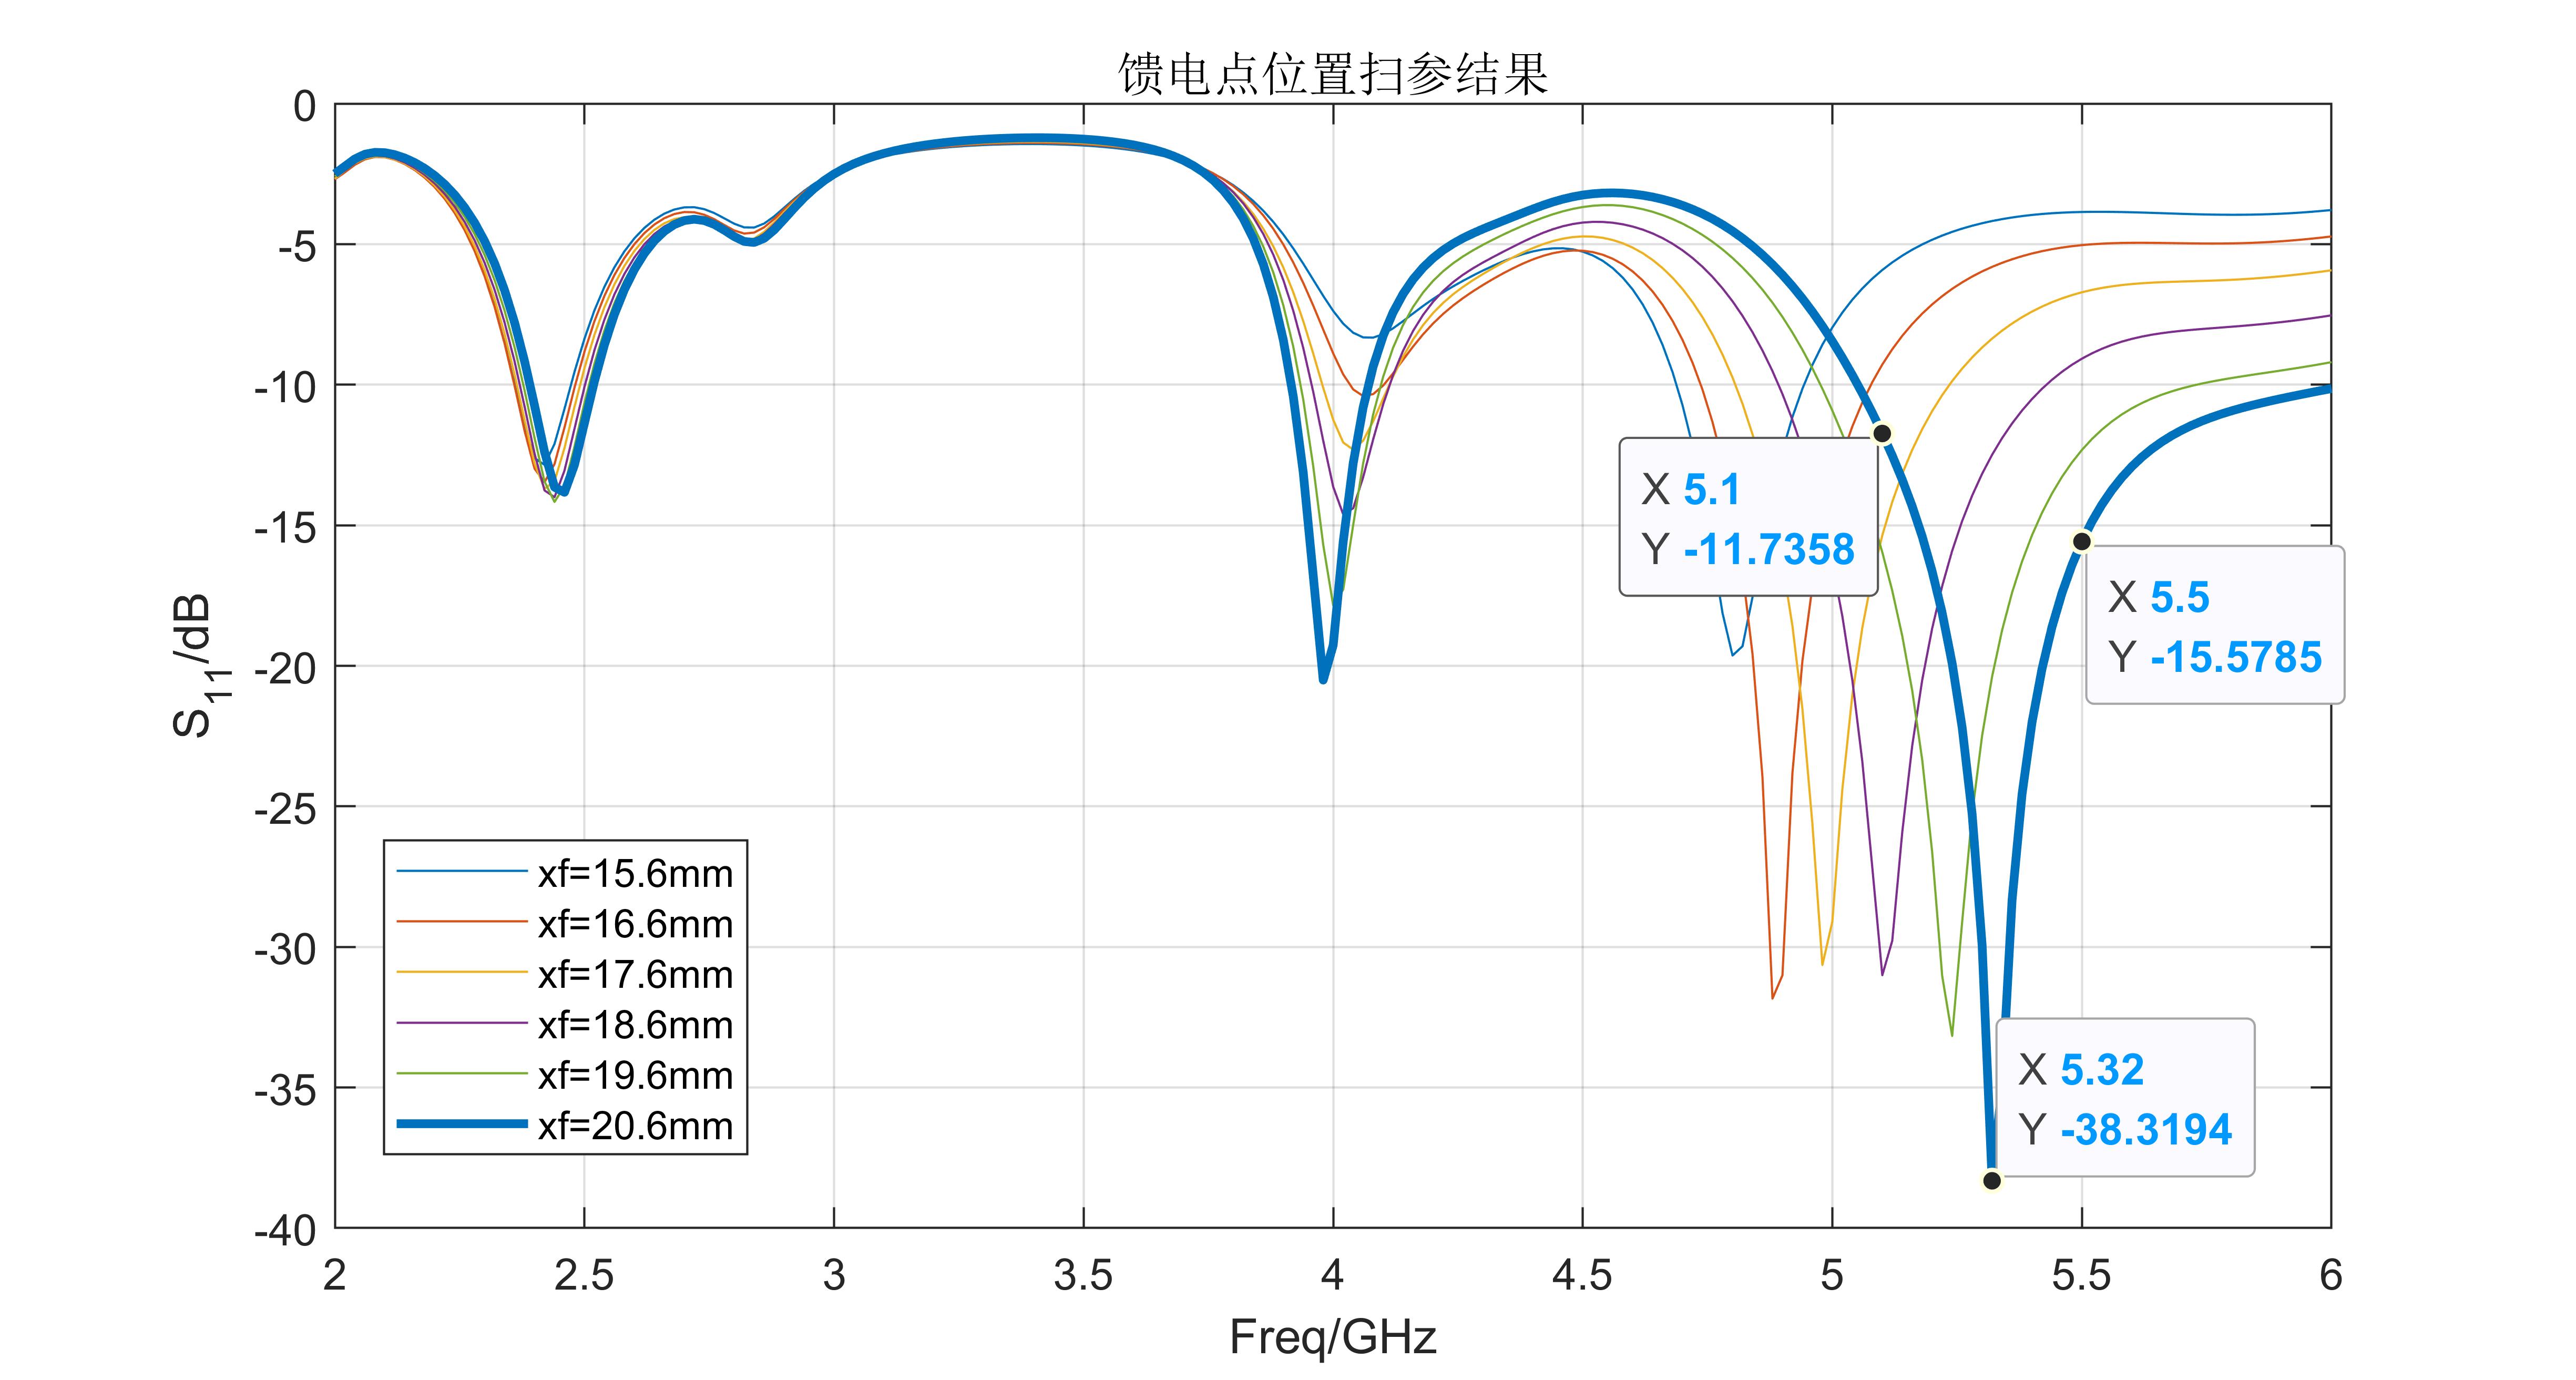 馈电点位置扫参结果
0
-5
-10
-15
-20
-25
-30
-35
-40
S11/dB
X 5.1
Y -11.7358
X 5.5
Y -15.5785
X 5.32
Y -38.3194
xf=15.6mm
xf=16.6mm
xf=17.6mm
xf=18.6mm
xf=19.6mm
xf=20.6mm
2 2.5 3 3.5 4 4.5 5 5.5 6
Freq/GHz